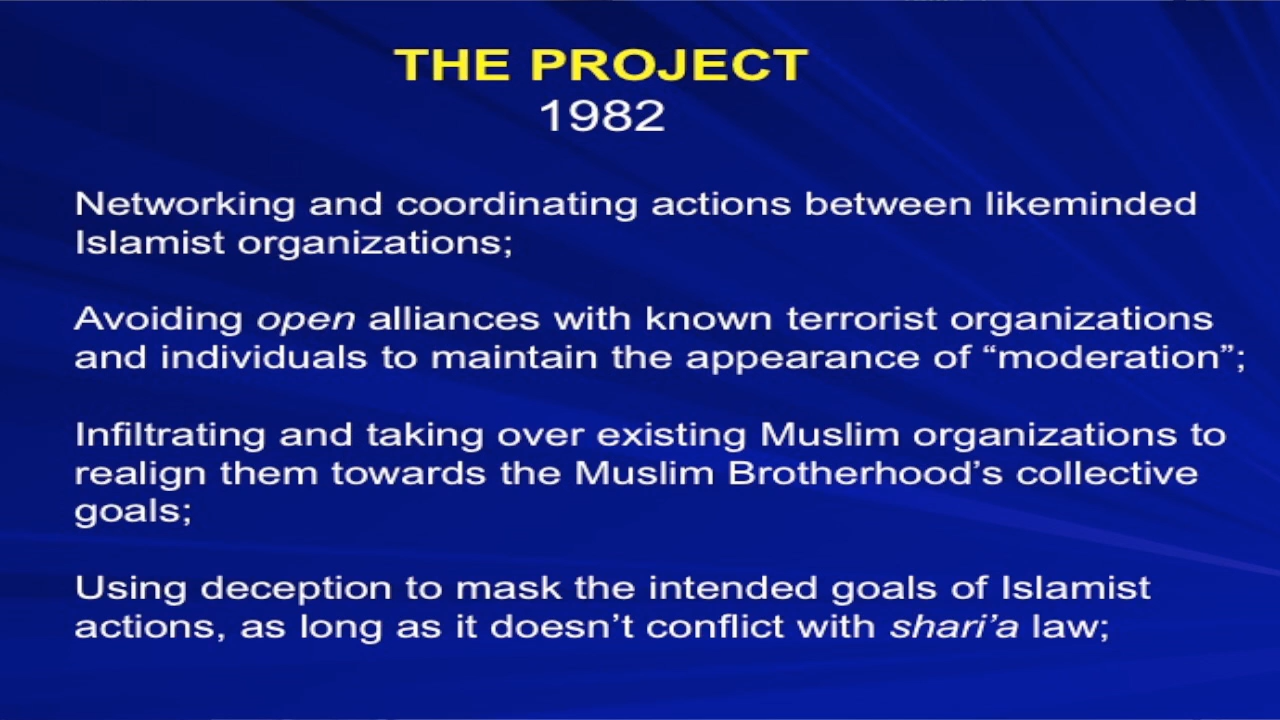 THE PROJECT
1982
Networking and coordinating actions between likeminded
Islamist organizations;
Avoiding open alliances with known terrorist organizations
and individuals to maintain the appearance of “moderation”;
Infiltrating and taking over existing Muslim organizations to
realign them towards the Muslim Brotherhood’s collective
goals;
Using deception to mask the intended goals of Islamist
actions, as long as it doesn’t conflict with shari’a law;